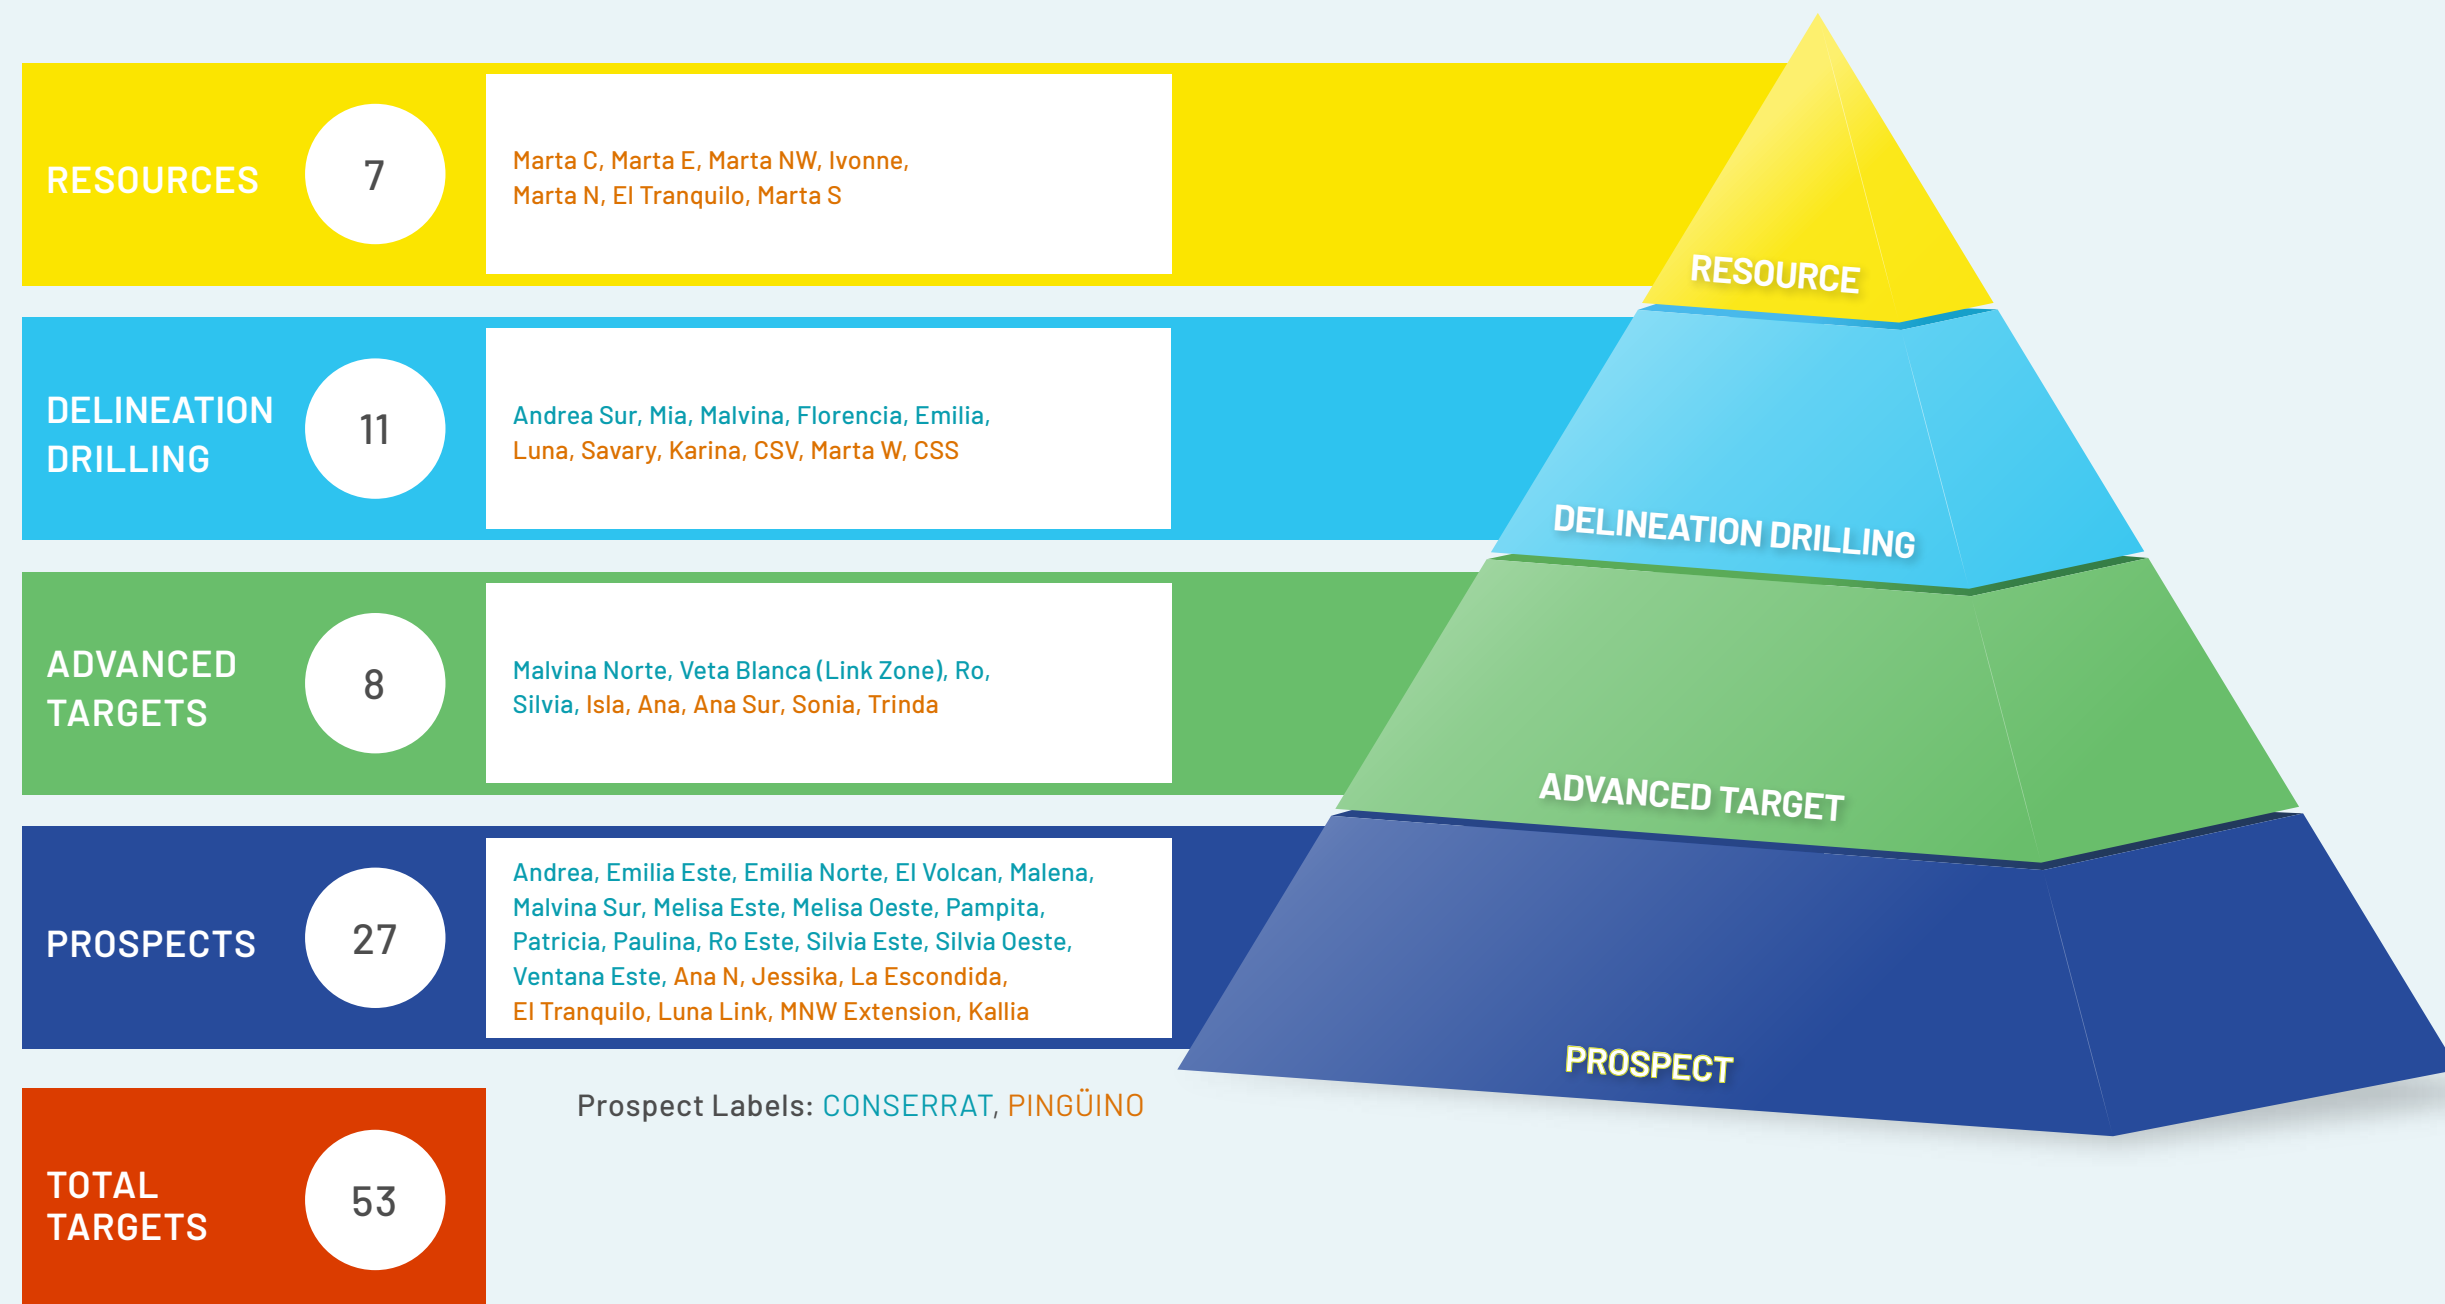 RESOURCES
7
Marta C, Marta E, Marta NW, Ivonne,
Marta N, El Tranquilo, Marta S
RESOURCE
DELINEATION
DRILLING
11
Andrea Sur, Mia, Malvina, Florencia, Emilia,
Luna, Savary, Karina, CSV, Marta W, CSS
DELINEATION DRILLING
ADVANCED
TARGETS
8
Malvina Norte, Veta Blanca (Link Zone), Ro,
Silvia, Isla, Ana, Ana Sur, Sonia, Trinda
ADVANCED TARGET
PROSPECTS
27
Andrea, Emilia Este, Emilia Norte, El Volcan, Malena,
Malvina Sur, Melisa Este, Melisa Oeste, Pampita,
Patricia, Paulina, Ro Este, Silvia Este, Silvia Oeste,
Ventana Este, Ana N, Jessika, La Escondida,
El Tranquilo, Luna Link, MNW Extension, Kallia
PROSPECT
Prospect Labels: CONSERRAT, PINGÜINO
TOTAL
TARGETS
53